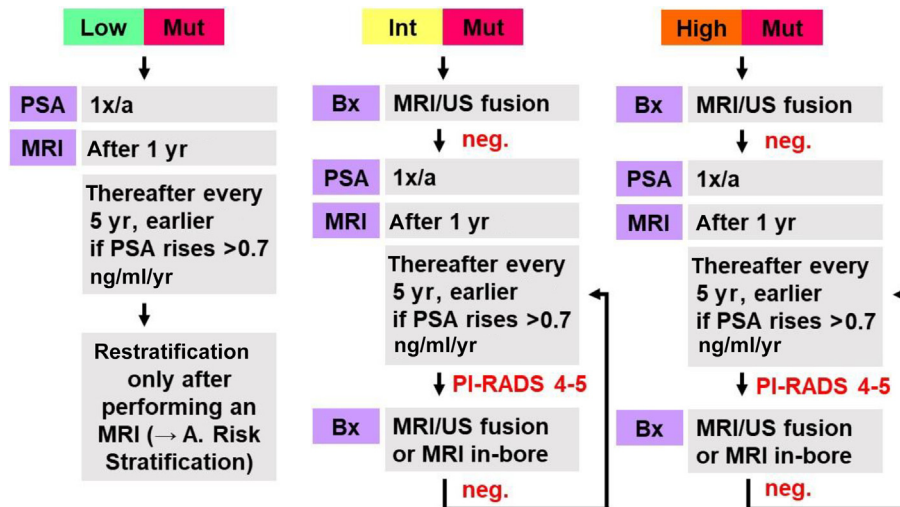 Low Mut
PSA 1x/a
MRI After 1 yr
Thereafter every
5 yr, earlier
if PSA rises >0.7
ng/ml/yr
Restratification
only after
performing an
MRI (→ A. Risk
Stratification)
Int Mut
Bx MRI/US fusion
neg.
PSA 1x/a
MRI After 1 yr
Thereafter every
5 yr, earlier
if PSA rises >0.7
ng/ml/yr
PI-RADS 4-5
Bx MRI/US fusion
or MRI in-bore
neg.
High Mut
Bx MRI/US fusion
neg.
PSA 1x/a
MRI After 1 yr
Thereafter every
5 yr, earlier
if PSA rises >0.7
ng/ml/yr
PI-RADS 4-5
Bx MRI/US fusion
or MRI in-bore
neg.